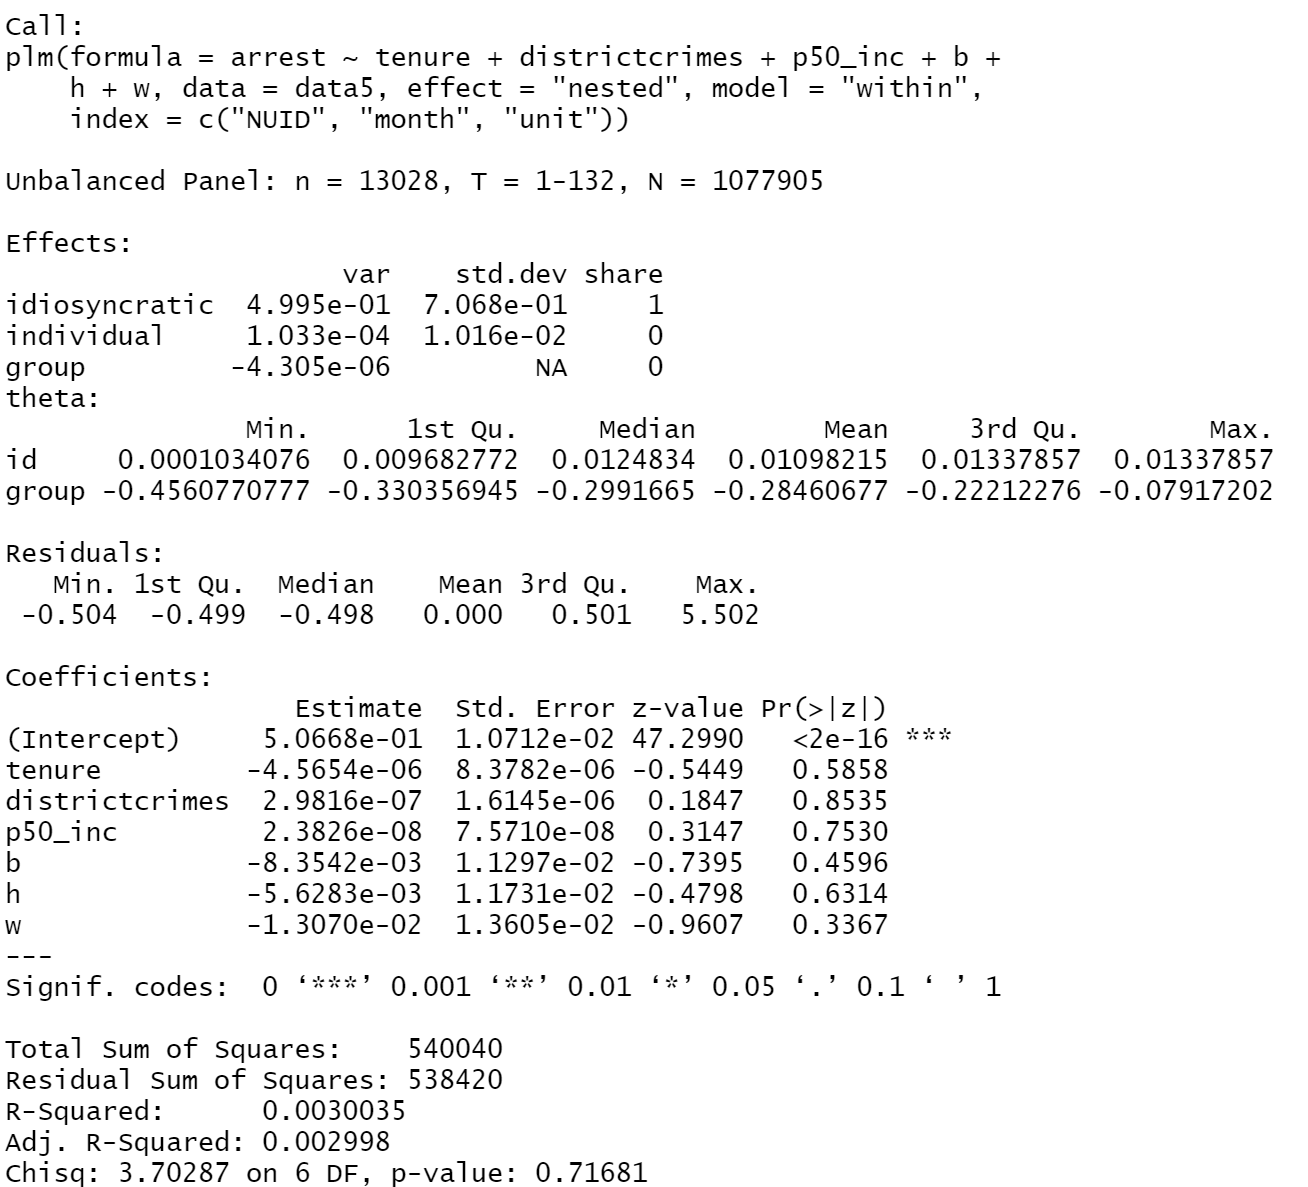 Call:
plm(formula = arrest ~ tenure + districtcrimes + p50_inc + b +
    h + w, data = data5, effect = "nested", model = "within",
    index = c("NUID", "month", "unit"))

Unbalanced Panel: n = 13028, T = 1-132, N = 1077905

Effects:
                     var    std.dev share
idiosyncratic  4.995e-01  7.068e-01     1
individual     1.033e-04  1.016e-02     0
group         -4.305e-06         NA     0
theta:
               Min.      1st Qu.     Median        Mean     3rd Qu.        Max.
id     0.0001034076  0.009682772  0.0124834  0.01098215  0.01337857  0.01337857
group -0.4560770777 -0.330356945 -0.2991665 -0.28460677 -0.22212276 -0.07917202

Residuals:
   Min. 1st Qu.  Median    Mean 3rd Qu.    Max.
 -0.504  -0.499  -0.498   0.000   0.501   5.502

Coefficients:
                  Estimate  Std. Error z-value Pr(>|z|)
(Intercept)     5.0668e-01  1.0712e-02 47.2990   <2e-16 ***
tenure         -4.5654e-06  8.3782e-06 -0.5449   0.5858
districtcrimes  2.9816e-07  1.6145e-06  0.1847   0.8535
p50_inc         2.3826e-08  7.5710e-08  0.3147   0.7530
b              -8.3542e-03  1.1297e-02 -0.7395   0.4596
h              -5.6283e-03  1.1731e-02 -0.4798   0.6314
w              -1.3070e-02  1.3605e-02 -0.9607   0.3367
---
Signif. codes:  0 ‘***’ 0.001 ‘**’ 0.01 ‘*’ 0.05 ‘.’ 0.1 ‘ ’ 1

Total Sum of Squares:    540040
Residual Sum of Squares: 538420
R-Squared:      0.0030035
Adj. R-Squared: 0.002998
Chisq: 3.70287 on 6 DF, p-value: 0.71681